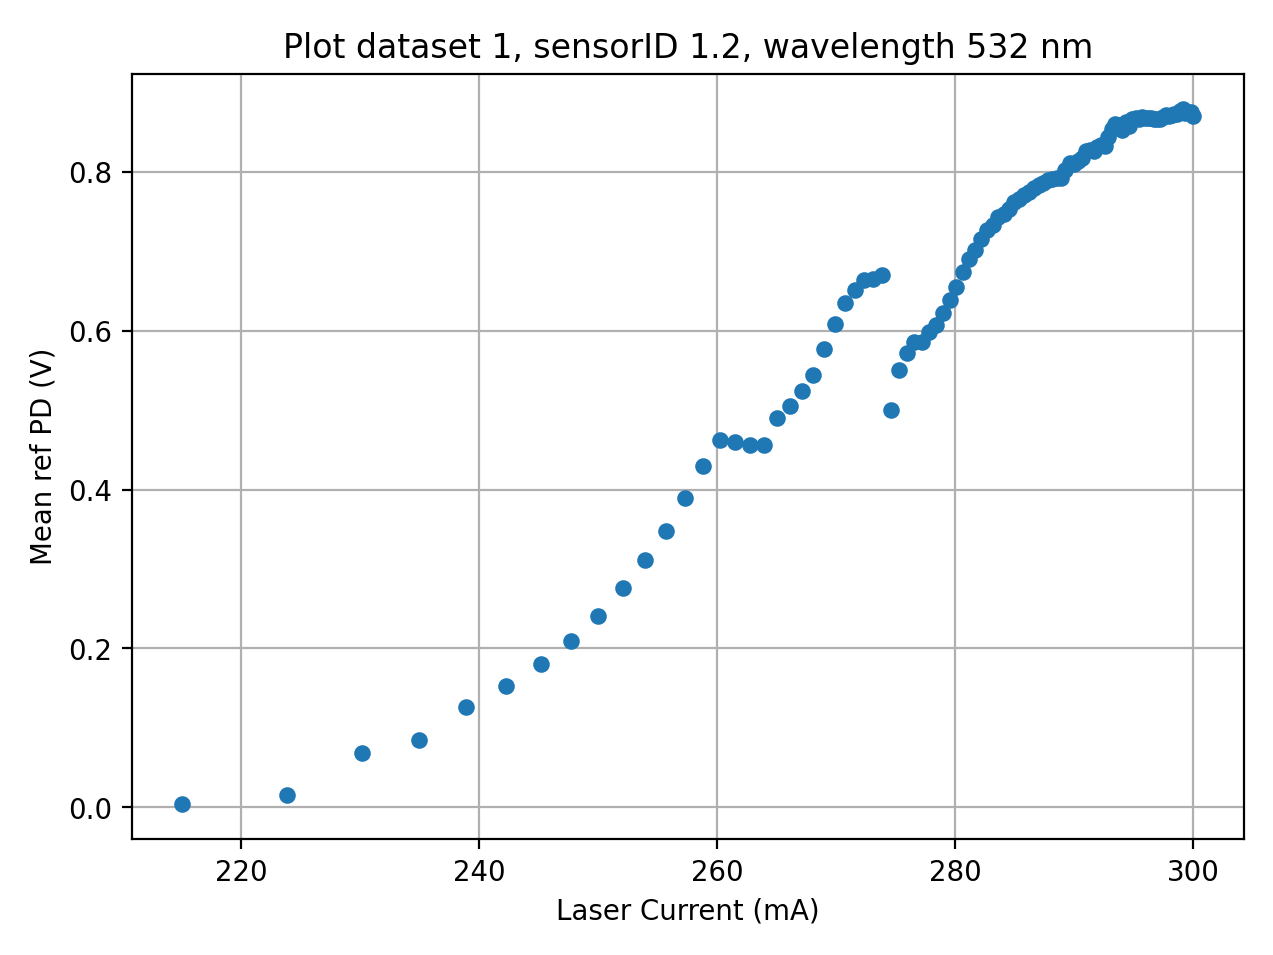 Plot dataset 1, sensorID 1.2, wavelength 532 nm
Mean ref PD (V)
0.8
0.6
0.4
0.2
0.0
220 240 260 280 300
Laser Current (mA)